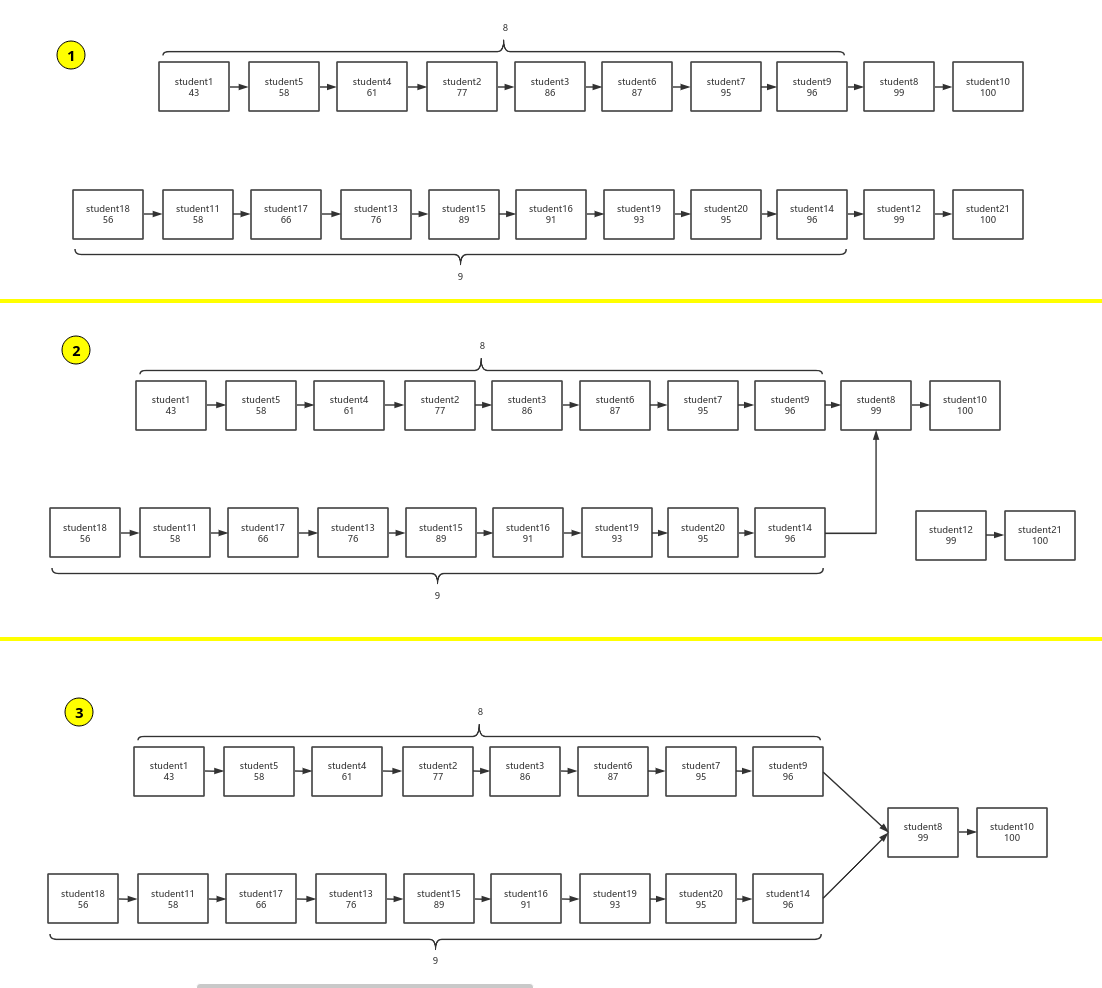 8
1
student1 student5 student4 student2 student3 student6 student7 student9 student8 student10
43 58 61 77 86 87 95 96 99 100
student18 student11 student17 student13 student15 student16 student19 student20 student14 student12 student21
56 58 66 76 89 91 93 95 96 99 100
9
2
8
student1 student5 student4 student2 student3 student6 student7 student9 student8 student10
43 58 61 77 86 87 95 96 99 100
student18 student11 student17 student13 student15 student16 student19 student20 student14 student12 student21
56 58 66 76 89 91 93 95 96 99 100
9
3
8
student1 student5 student4 student2 student3 student6 student7 student9
43 58 61 77 86 87 95 96
student8 student10
99 100
student18 student11 student17 student13 student15 student16 student19 student20 student14
56 58 66 76 89 91 93 95 96
9